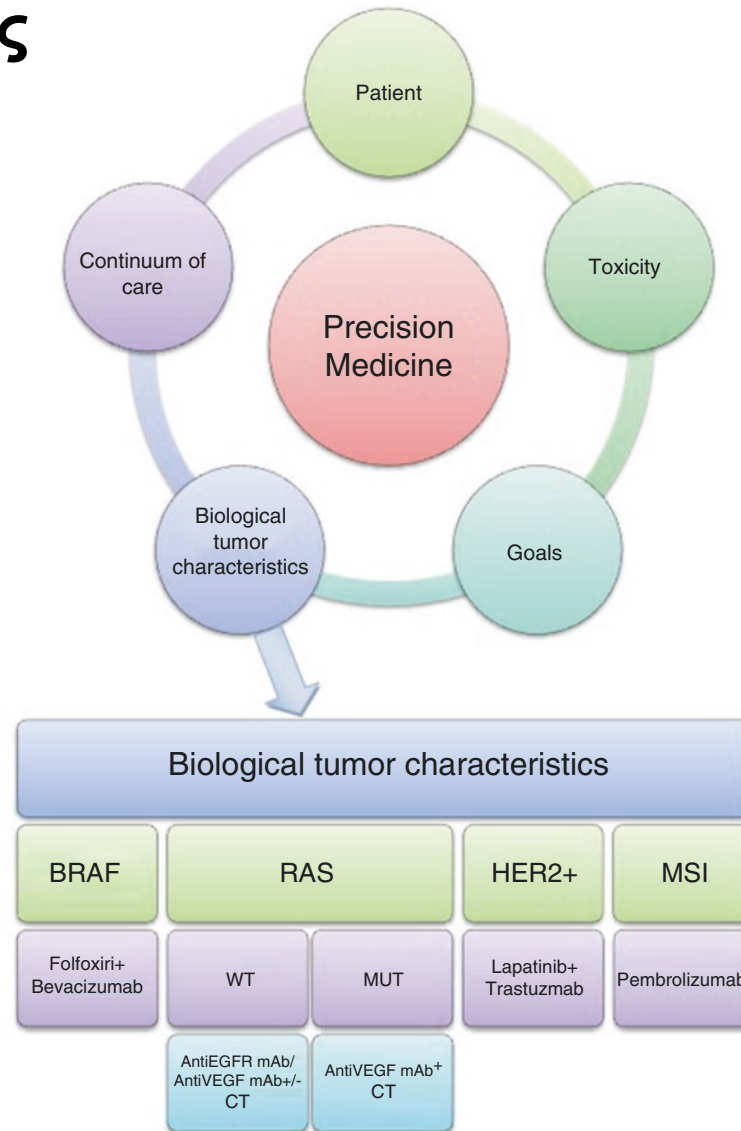 ς
Patient
Continuum of
care
Toxicity
Precision
Medicine
Biological
tumor
characteristics
Goals
Biological tumor characteristics
BRAF
RAS
HER2+
MSI
Folfoxiri+
Bevacizumab
WT
MUT
Lapatinib+
Trastuzmab
Pembrolizumab
AntiEGFR mAb/
AntiVEGF mAb+/-
CT
AntiVEGF mAb⁺
CT